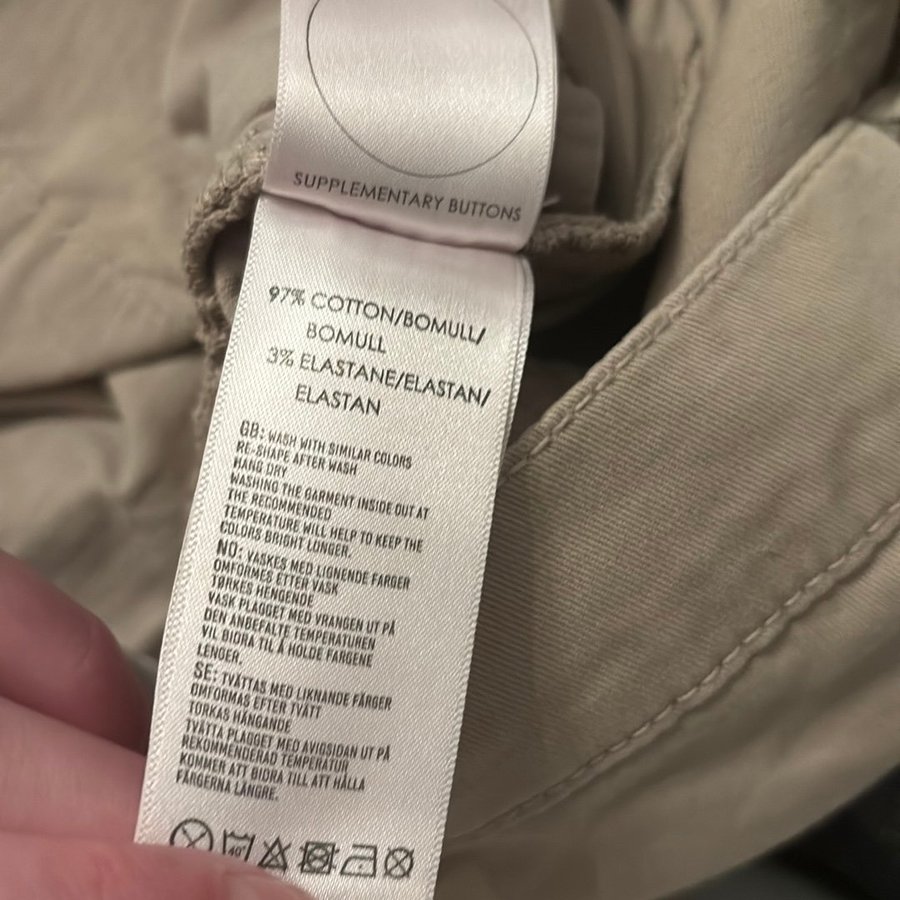 SUPPLEMENTARY BUTTONS
97% COTTON/BOMULL/
BOMULL
3% ELASTANE/ELASTAN/
ELASTAN
GB: WASH WITH SIMILAR COLORS
RE-SHAPE AFTER WASH
HANG DRY
WASHING THE GARMENT INSIDE OUT AT
THE RECOMMENDED
TEMPERATURE WILL HELP TO KEEP THE
COLORS BRIGHT LONGER.
NO: VASKES MED LIGNENDE FARGER
OMFORMES ETTER VASK
TØRKES HENGENDE
VASK PLAGGET MED VRANGEN UT PÅ
DEN ANBEFALTE TEMPERATUREN
VIL BIDRA TIL Å HOLDE FARGENE
LENGER.
SE: TVÄTTAS MED LIKNANDE FÄRGER
OMFORMAS EFTER TVÄTT
TORKAS HÄNGANDE
TVÄTTA PLAGGET MED AVIGSIDAN UT PÅ
REKOMMENDERAD TEMPERATUR
KOMMER ATT BIDRA TILL ATT HÅLLA
FÄRGERNA LÄNGRE.
40°